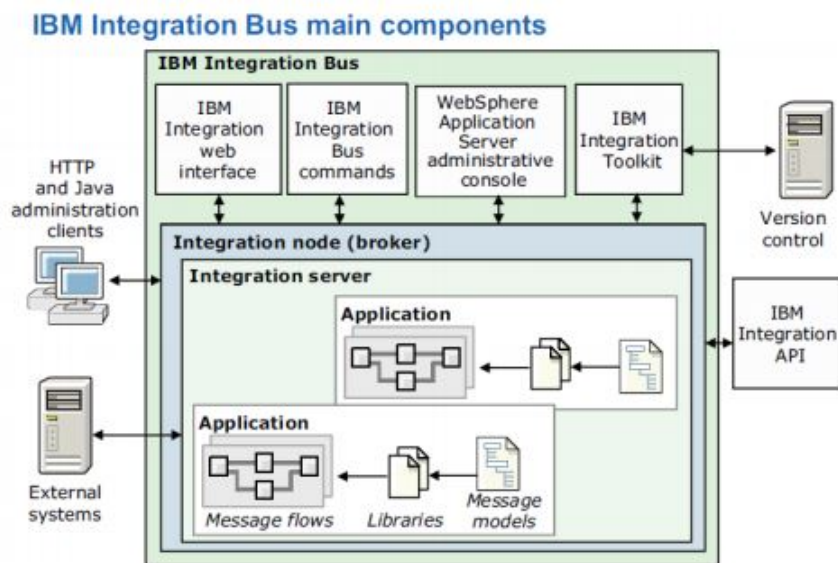 IBM Integration Bus main components
IBM Integration Bus
IBM
Integration
web
interface
IBM
Integration
Bus
commands
WebSphere
Application
Server
administrative
console
IBM
Integration
Toolkit
HTTP
and Java
administration
clients
Version
control
Integration node (broker)
Integration server
Application
IBM
Integration
API
Application
External
systems
Message flows
Libraries
Message
models